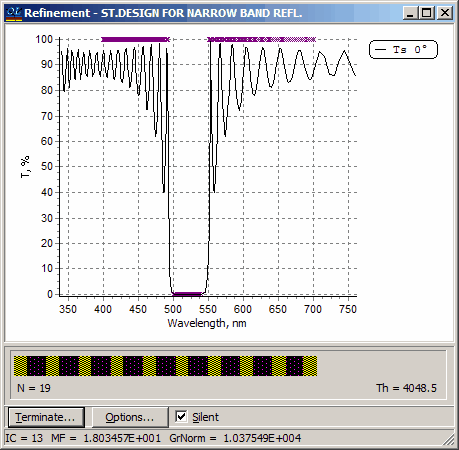 OL Refinement - ST.DESIGN FOR NARROW BAND REFL.
100
90
80
70
60
50
40
30
20
10
0
T, %
350 400 450 500 550 600 650 700 750
Wavelength, nm
Ts 0°
N = 19
Th = 4048.5
Terminate... Options... Silent
IC = 13 MF = 1.803457E+001 GrNorm = 1.037549E+004